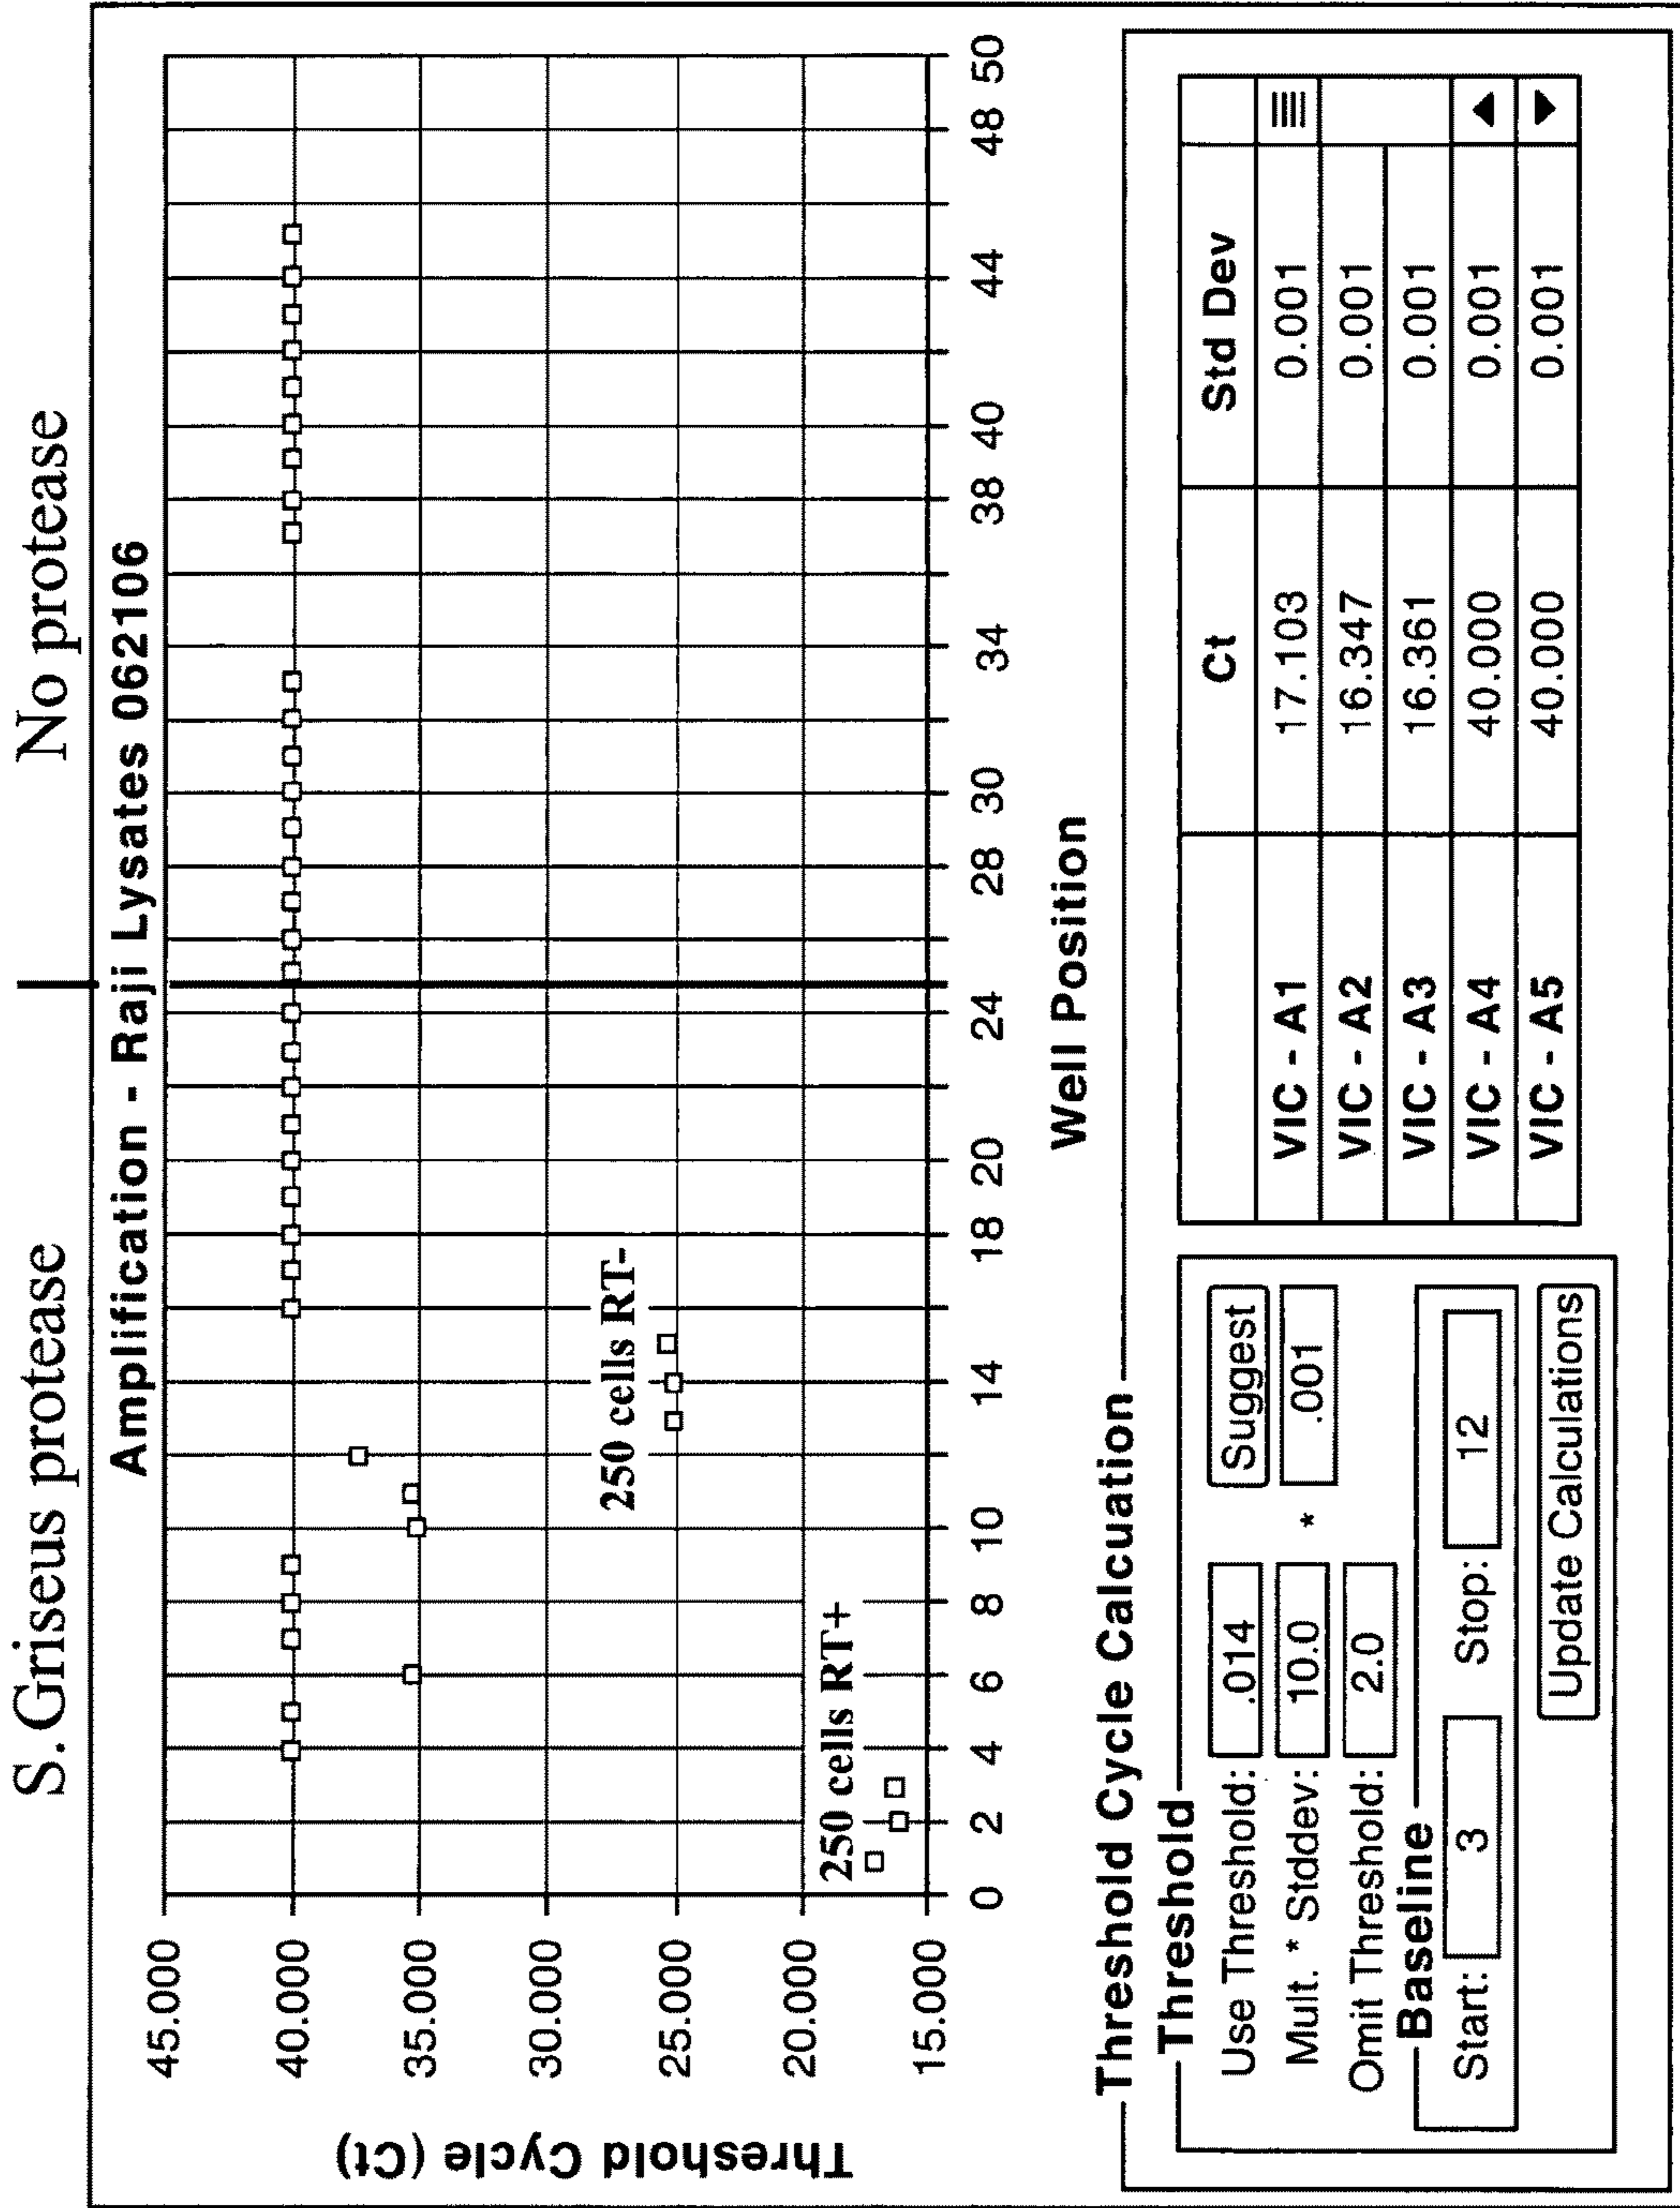 S. Griseus protease
No protease
Amplification - Raji Lysates 062106
Threshold Cycle (Ct)
45.000
40.000
35.000
30.000
25.000
20.000
15.000
250 cells RT+
250 cells RT-
0 2 4 6 8 10 14 18 20 24 28 30 34 38 40 44 48 50
Well Position
Threshold Cycle Calcuation
Threshold
Use Threshold: .014 Suggest
Mult. * Stddev: 10.0 * .001
Omit Threshold: 2.0
Baseline
Start: 3 Stop: 12
Update Calculations
Ct Std Dev
VIC - A1 17.103 0.001
VIC - A2 16.347 0.001
VIC - A3 16.361 0.001
VIC - A4 40.000 0.001
VIC - A5 40.000 0.001